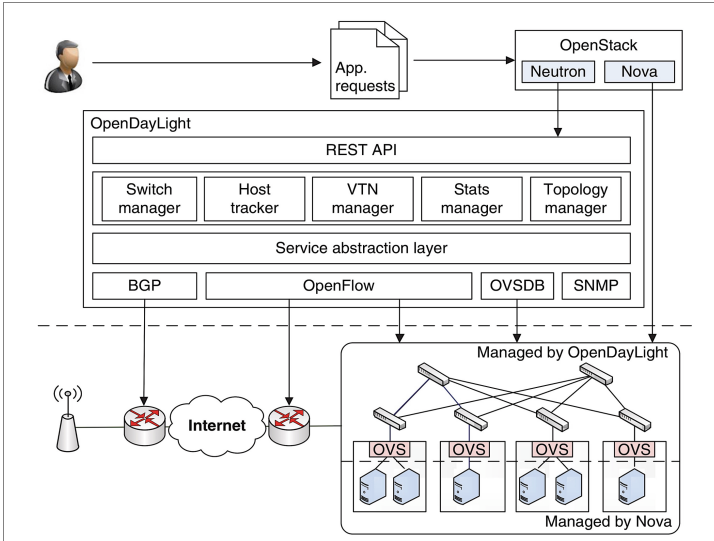 App.
requests
OpenStack
Neutron
Nova
OpenDayLight
REST API
Switch
manager
Host
tracker
VTN
manager
Stats
manager
Topology
manager
Service abstraction layer
BGP
OpenFlow
OVSDB
SNMP
Managed by OpenDayLight
Internet
OVS
OVS
OVS
OVS
Managed by Nova